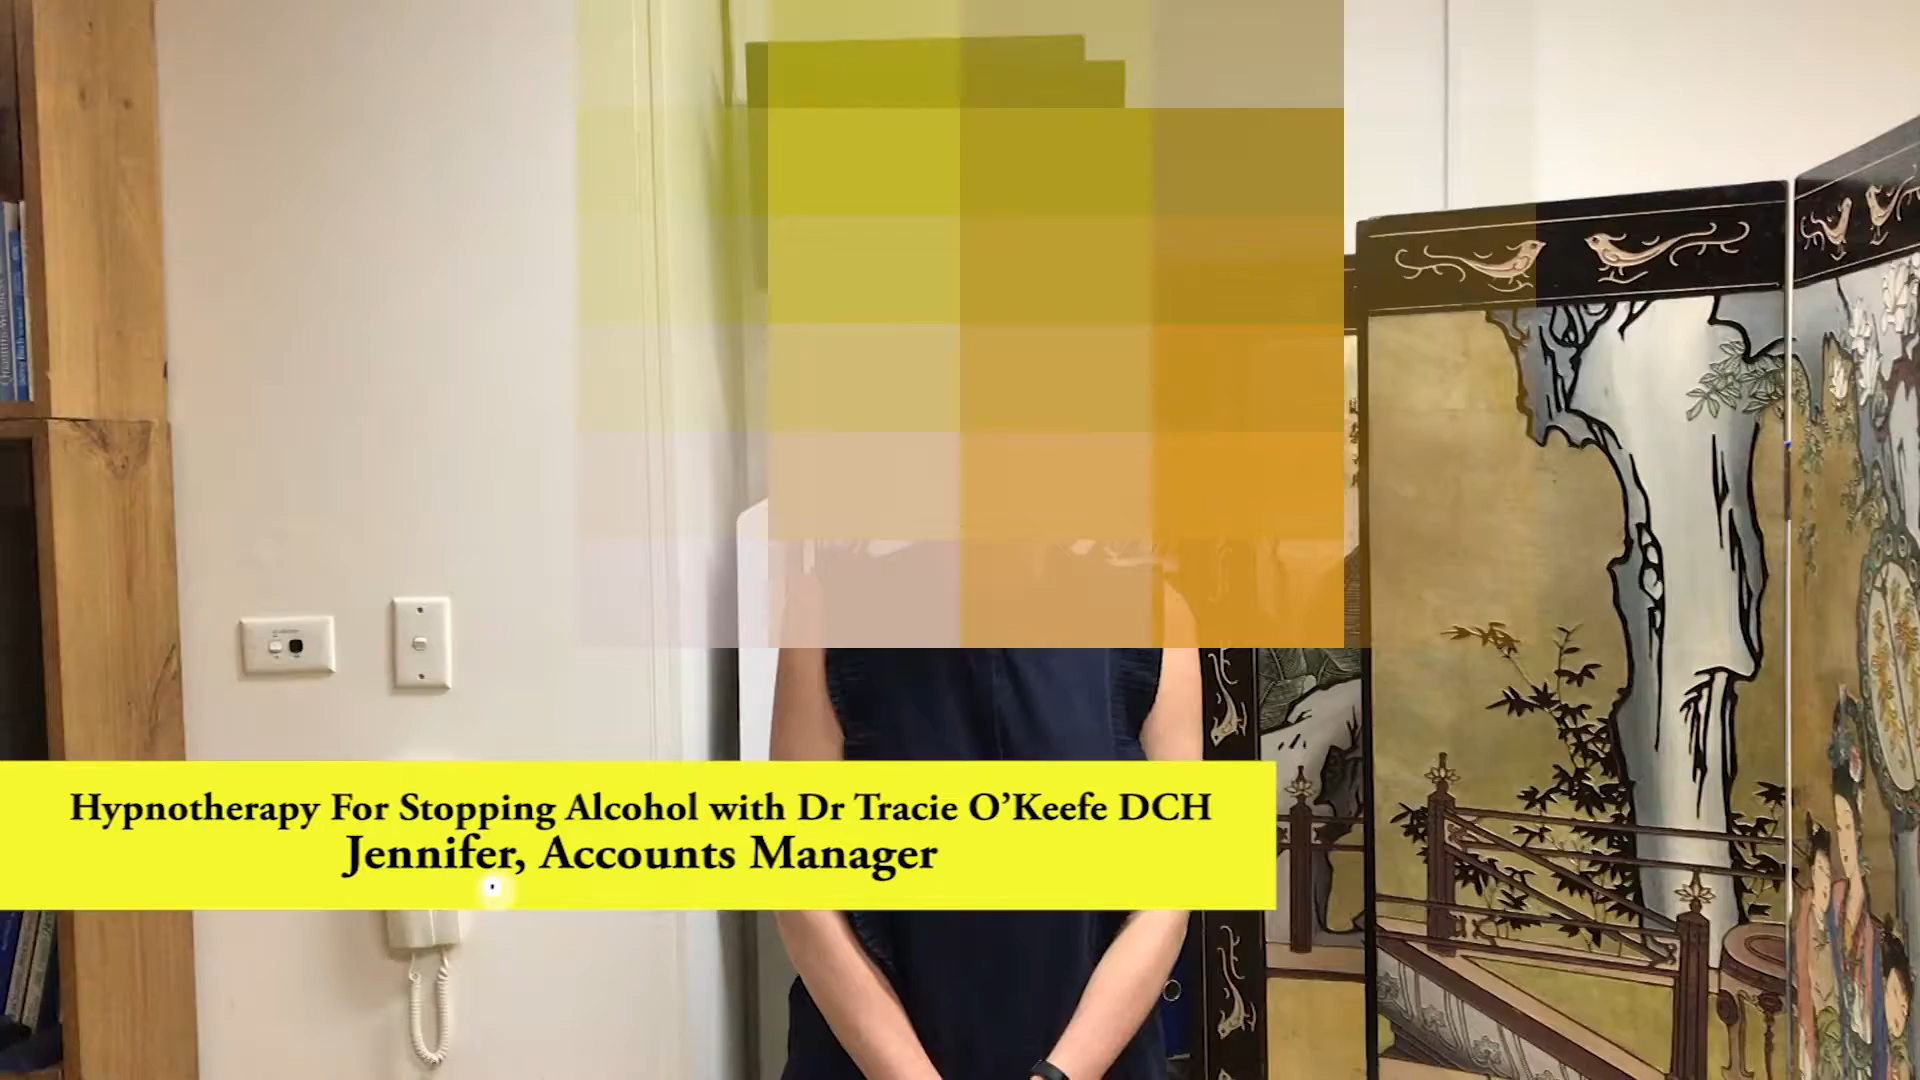 Hypnotherapy For Stopping Alcohol with Dr Tracie O'Keefe DCH
Jennifer, Accounts Manager